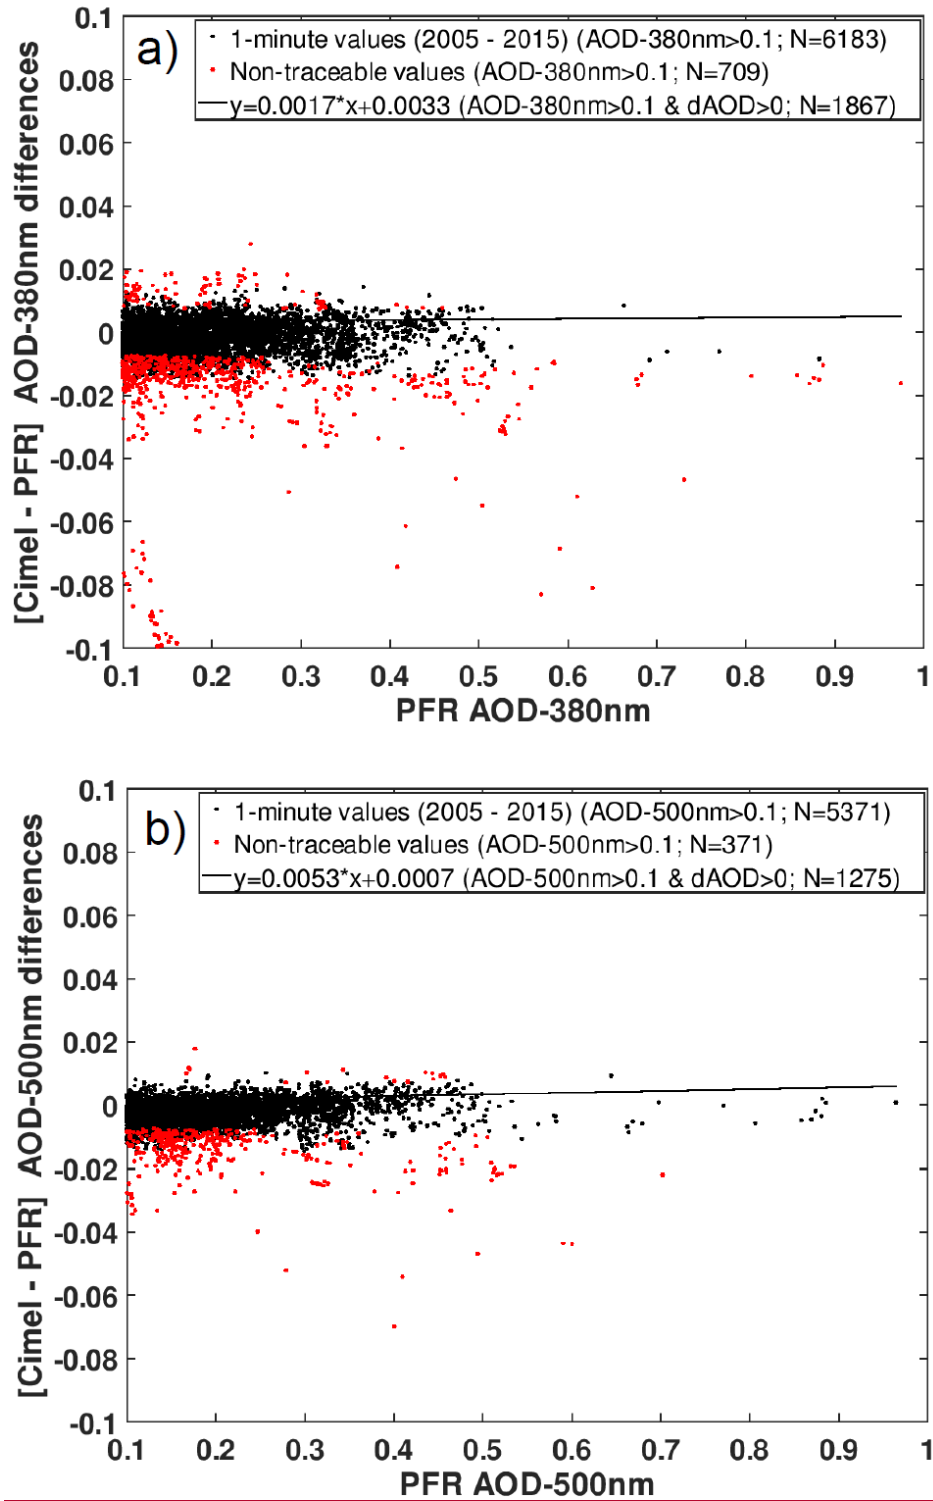 a)
1-minute values (2005 - 2015) (AOD-380nm>0.1; N=6183)
Non-traceable values (AOD-380nm>0.1; N=709)
y=0.0017*x+0.0033 (AOD-380nm>0.1 & dAOD>0; N=1867)
[Cimel - PFR] AOD-380nm differences
0.1
0.08
0.06
0.04
0.02
0
-0.02
-0.04
-0.06
-0.08
-0.1
0.1 0.2 0.3 0.4 0.5 0.6 0.7 0.8 0.9 1
PFR AOD-380nm
b)
1-minute values (2005 - 2015) (AOD-500nm>0.1; N=5371)
Non-traceable values (AOD-500nm>0.1; N=371)
y=0.0053*x+0.0007 (AOD-500nm>0.1 & dAOD>0; N=1275)
[Cimel - PFR] AOD-500nm differences
0.1
0.08
0.06
0.04
0.02
0
-0.02
-0.04
-0.06
-0.08
-0.1
0.1 0.2 0.3 0.4 0.5 0.6 0.7 0.8 0.9 1
PFR AOD-500nm